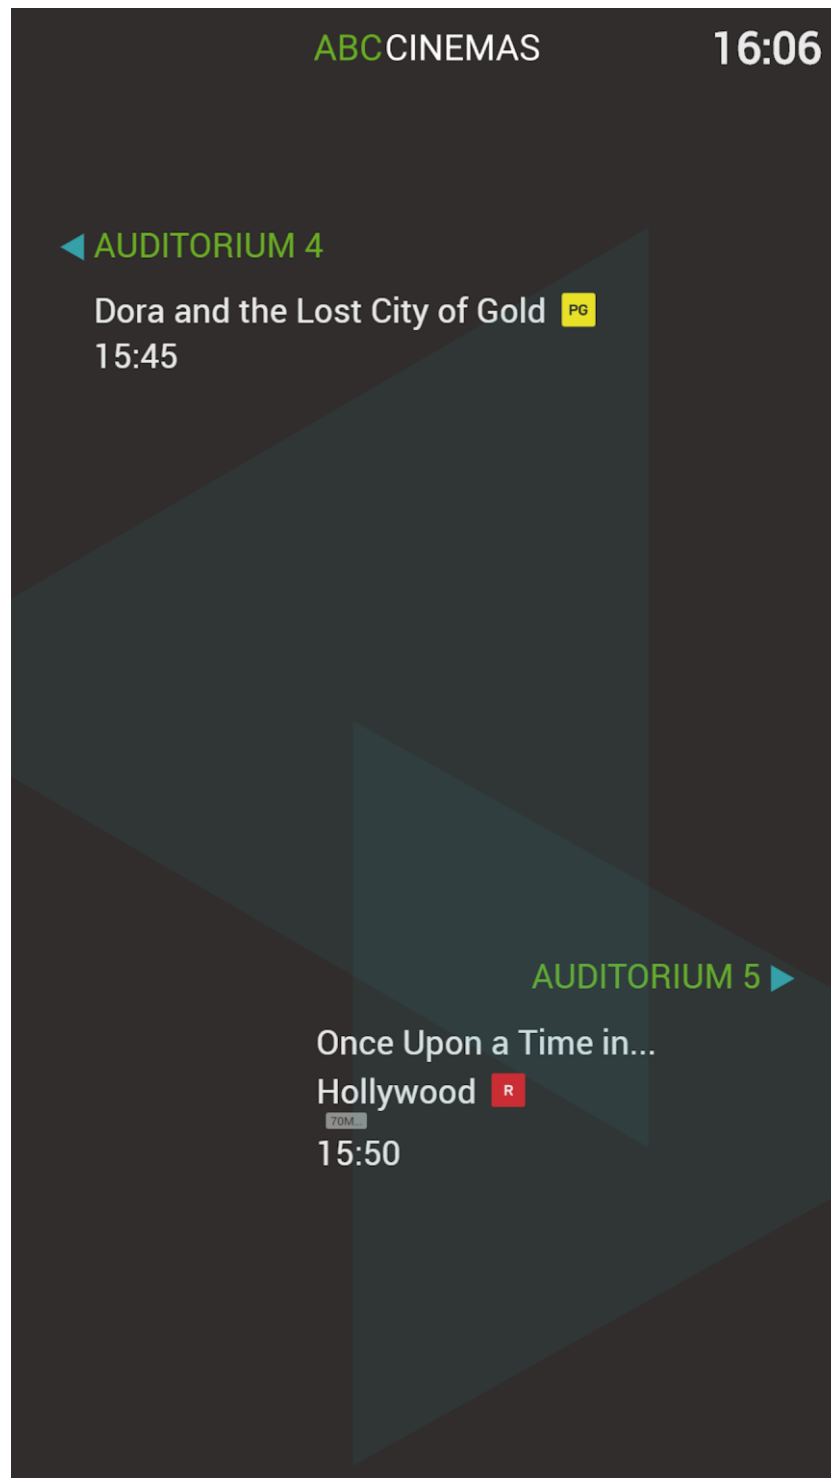 ABCCINEMAS 16:06
AUDITORIUM 4
Dora and the Lost City of Gold PG
15:45
AUDITORIUM 5
Once Upon a Time in...
Hollywood R
70M...
15:50